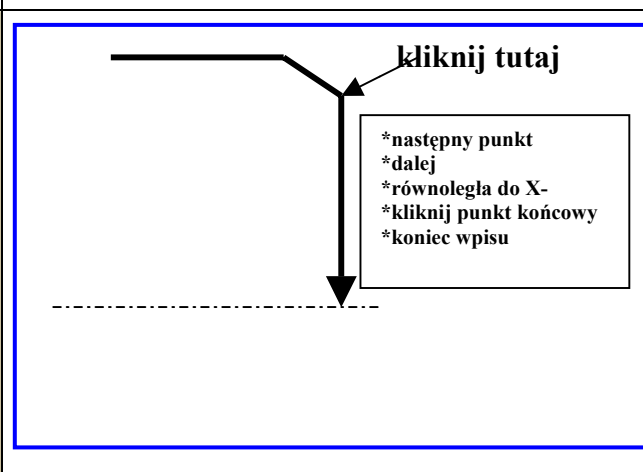 kliknij tutaj
*następny punkt
*dalej
*równoległa do X-
*kliknij punkt końcowy
*koniec wpisu